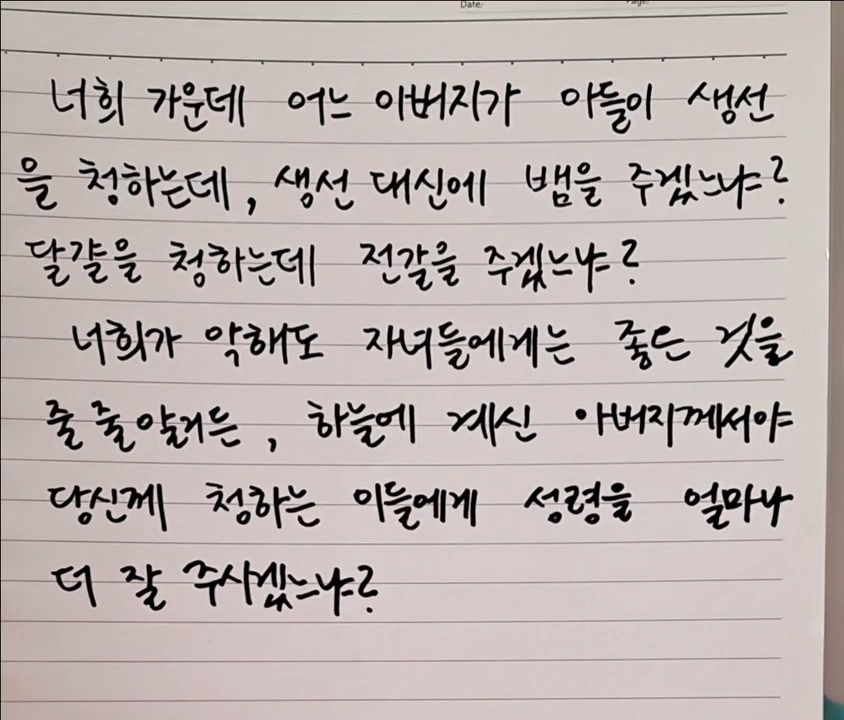 Date:
Page:
너희 가운데 어느 아버지가 아들이 생선
을 청하는데, 생선 대신에 뱀을 주겠느냐?
달걀을 청하는데 전갈을 주겠느냐?
너희가 악해도 자녀들에게는 좋은 것을
줄 줄 알거든, 하늘에 계신 아버지께서야
당신께 청하는 이들에게 성령을 얼마나
더 잘 주시겠느냐?